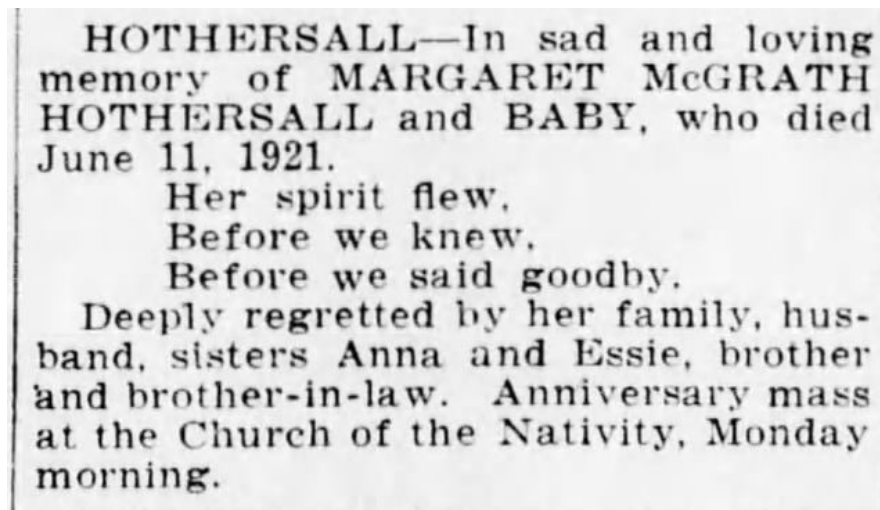 HOTHERSALL—In sad and loving
memory of MARGARET McGRATH
HOTHERSALL and BABY, who died
June 11, 1921.
Her spirit flew,
Before we knew,
Before we said goodby.
Deeply regretted by her family, hus-
band, sisters Anna and Essie, brother
and brother-in-law. Anniversary mass
at the Church of the Nativity, Monday
morning.